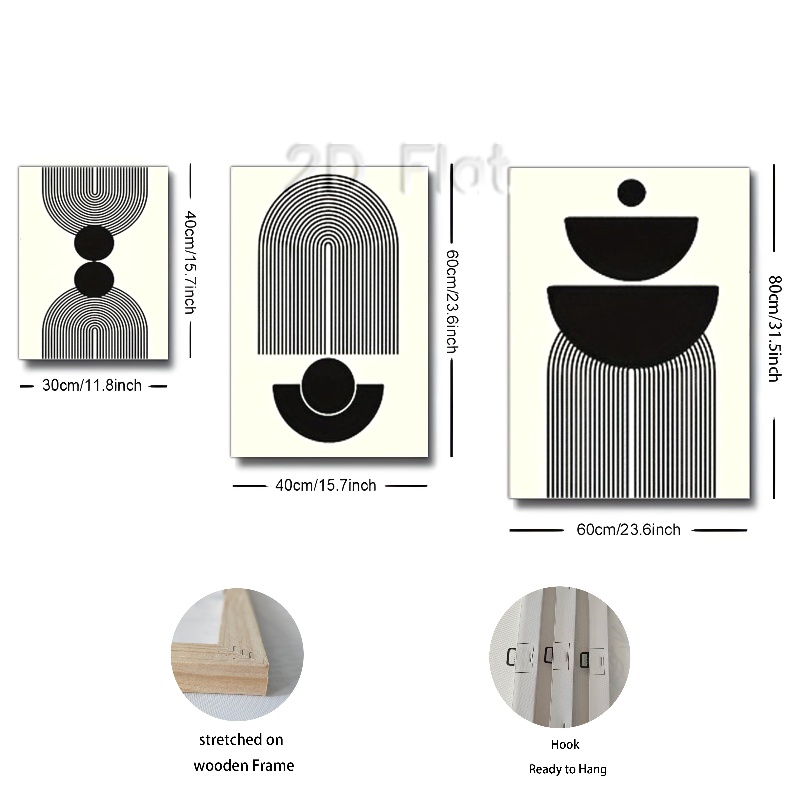 2D Flat
40cm/15.7inch
30cm/11.8inch
60cm/23.6inch
40cm/15.7inch
80cm/31.5inch
60cm/23.6inch
stretched on
wooden Frame
Hook
Ready to Hang